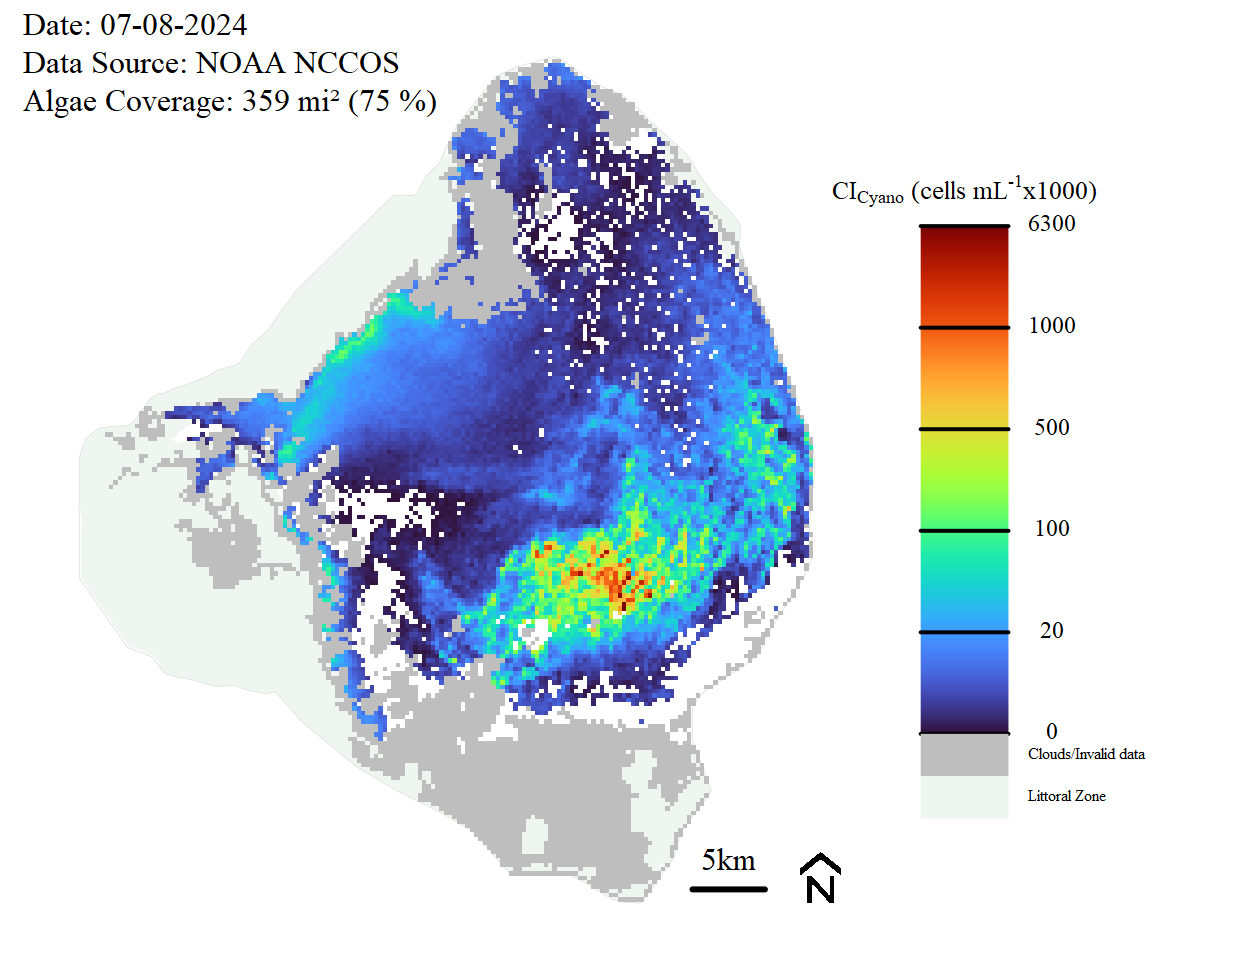 Date: 07-08-2024
Data Source: NOAA NCCOS
Algae Coverage: 359 mi² (75 %)
CI_Cyano (cells mL⁻¹x1000)
6300
1000
500
100
20
0
Clouds/Invalid data
Littoral Zone
5km
N